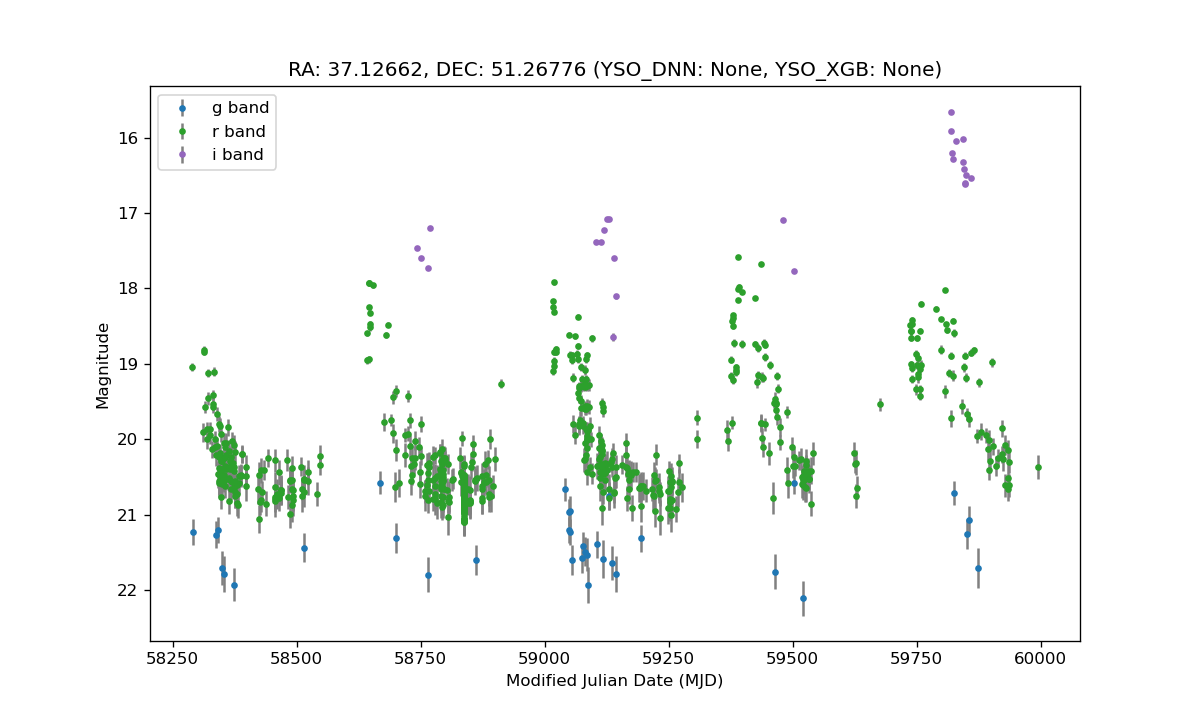 RA: 37.12662, DEC: 51.26776 (YSO_DNN: None, YSO_XGB: None)
g band
r band
i band
16
17
18
19
20
21
22
Magnitude
58250 58500 58750 59000 59250 59500 59750 60000
Modified Julian Date (MJD)